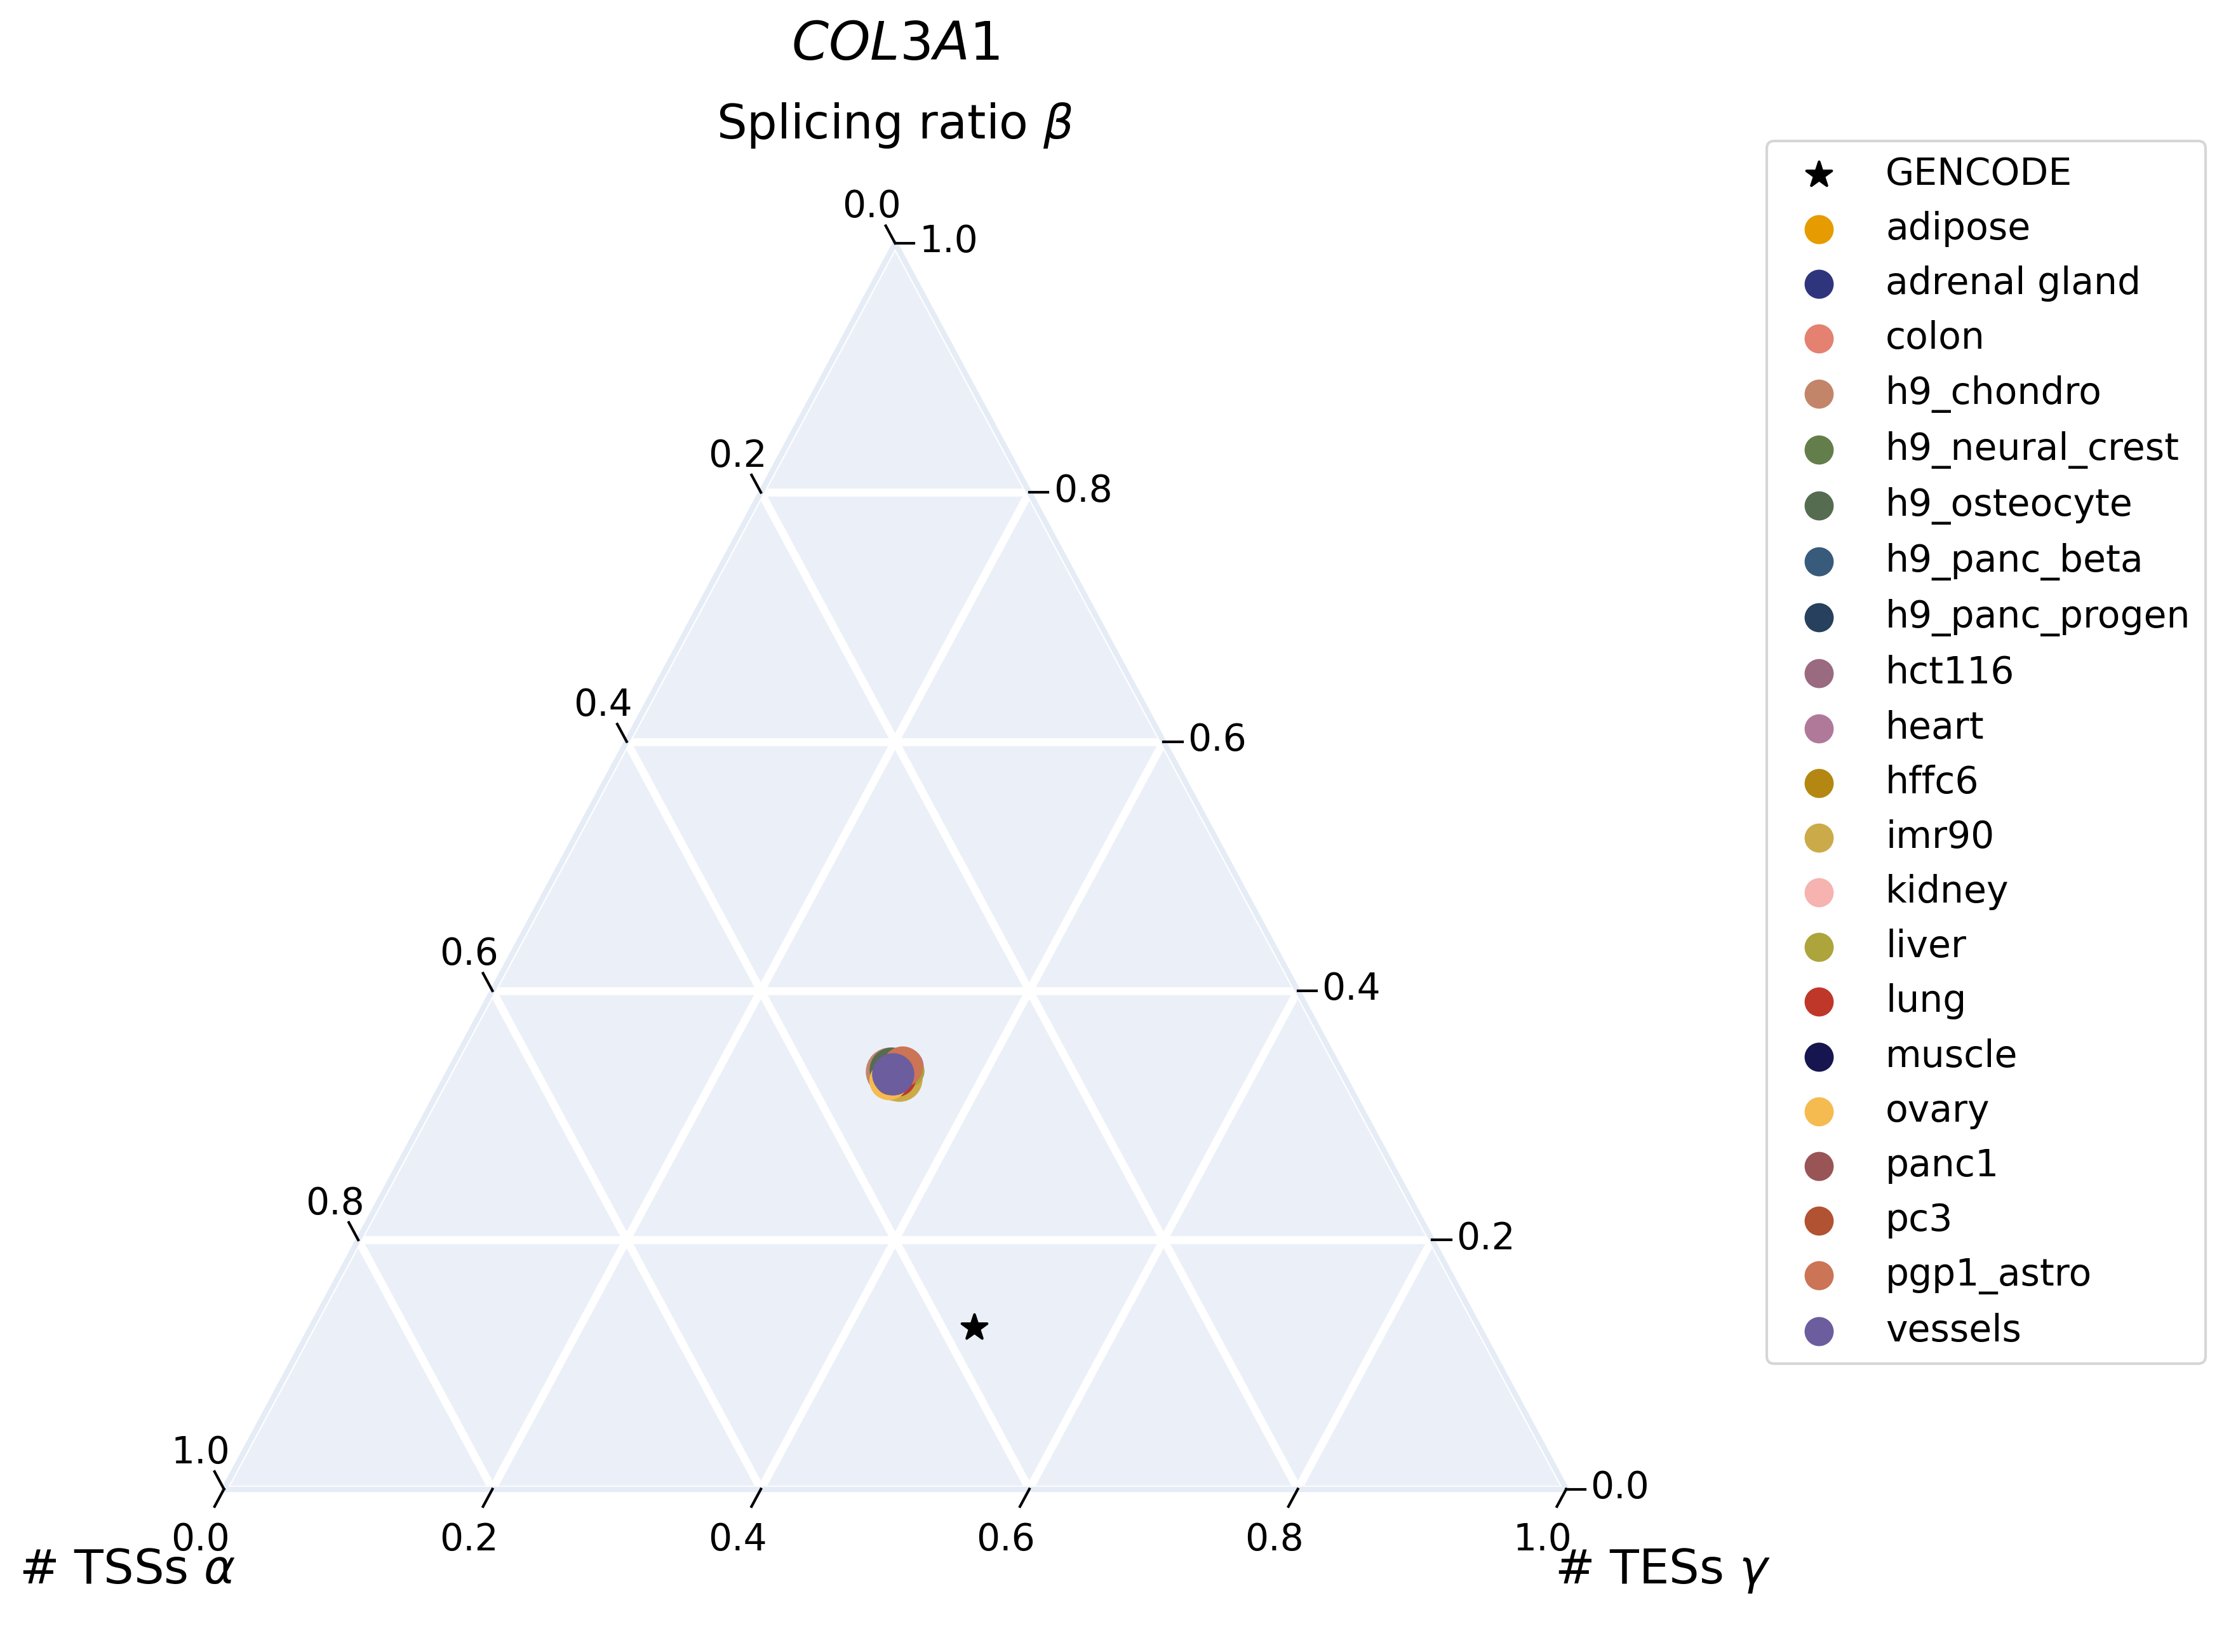 COL3A1
Splicing ratio β
0.0
1.0
0.2
0.8
0.4
0.6
0.6
0.4
0.8
0.2
1.0
0.0
0.0
0.2
0.4
0.6
0.8
1.0
# TSSs α
# TESs γ
GENCODE
adipose
adrenal gland
colon
h9_chondro
h9_neural_crest
h9_osteocyte
h9_panc_beta
h9_panc_progen
hct116
heart
hffc6
imr90
kidney
liver
lung
muscle
ovary
panc1
pc3
pgp1_astro
vessels